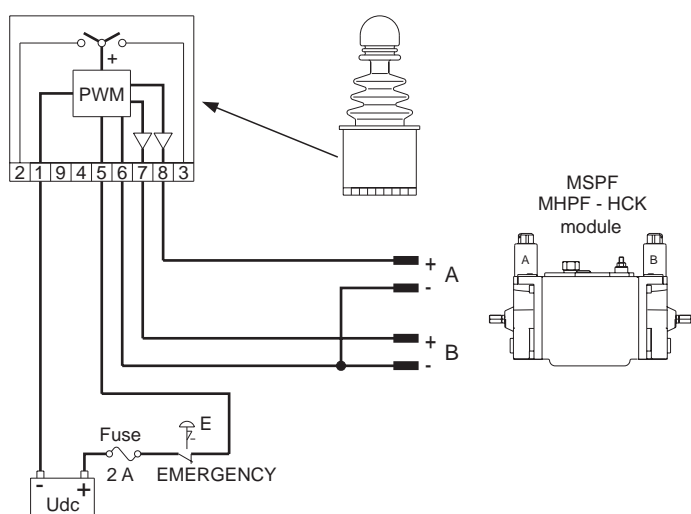 +
PWM
2 1 9 4 5 6 7 8 3
MSPF
MHPF - HCK
module
A B
+
A
-
+
B
-
E
Fuse
2 A EMERGENCY
- +
Udc